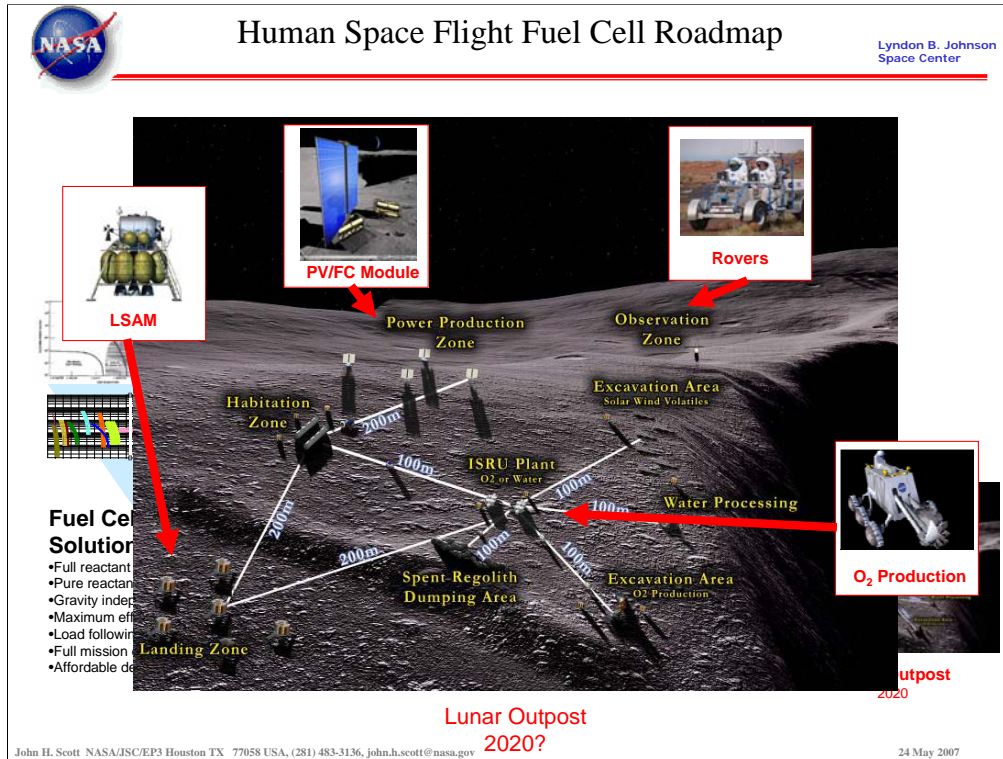 NASA
Human Space Flight Fuel Cell Roadmap
Lyndon B. Johnson
Space Center
LSAM
PV/FC Module
Rovers
Power Production
Zone
Observation
Zone
Habitation
Zone
200m
Excavation Area
Solar Wind Volatiles
100m
ISRU Plant
O2 or Water
100m
100m
Water Processing
200m
200m
100m
100m
Spent Regolith
Dumping Area
Excavation Area
O2 Production
Landing Zone
O₂ Production
Fuel Cel
Solution
•Full reactant
•Pure reactan
•Gravity indep
•Maximum eff
•Load followin
•Full mission
•Affordable de
utpost
2020
Lunar Outpost
2020?
John H. Scott NASA/JSC/EP3 Houston TX 77058 USA, (281) 483-3136, john.h.scott@nasa.gov
24 May 2007